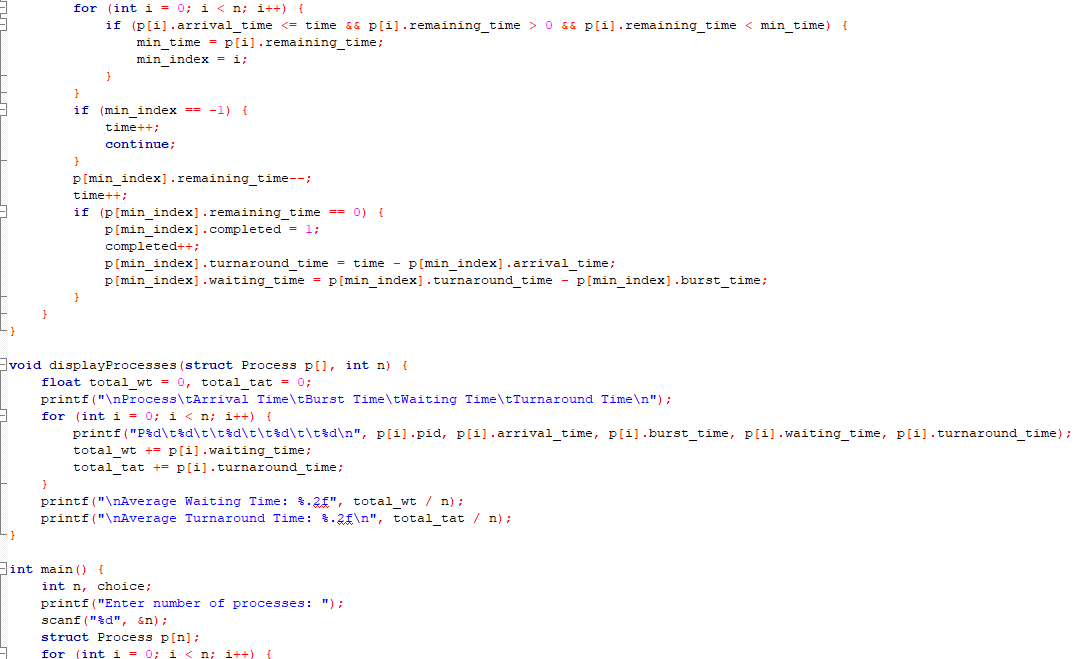 for (int i = 0; i < n; i++) {
if (p[i].arrival_time <= time && p[i].remaining_time > 0 && p[i].remaining_time < min_time) {
min_time = p[i].remaining_time;
min_index = i;
}
}
if (min_index == -1) {
time++;
continue;
}
p[min_index].remaining_time--;
time++;
if (p[min_index].remaining_time == 0) {
p[min_index].completed = 1;
completed++;
p[min_index].turnaround_time = time - p[min_index].arrival_time;
p[min_index].waiting_time = p[min_index].turnaround_time - p[min_index].burst_time;
}
}
}
void displayProcesses(struct Process p[], int n) {
float total_wt = 0, total_tat = 0;
printf("\nProcess\tArrival Time\tBurst Time\tWaiting Time\tTurnaround Time\n");
for (int i = 0; i < n; i++) {
printf("P%d\t%d\t\t%d\t\t%d\t\t%d\n", p[i].pid, p[i].arrival_time, p[i].burst_time, p[i].waiting_time, p[i].turnaround_time);
total_wt += p[i].waiting_time;
total_tat += p[i].turnaround_time;
}
printf("\nAverage Waiting Time: %.2f", total_wt / n);
printf("\nAverage Turnaround Time: %.2f\n", total_tat / n);
}
int main() {
int n, choice;
printf("Enter number of processes: ");
scanf("%d", &n);
struct Process p[n];
for (int i = 0; i < n; i++) {